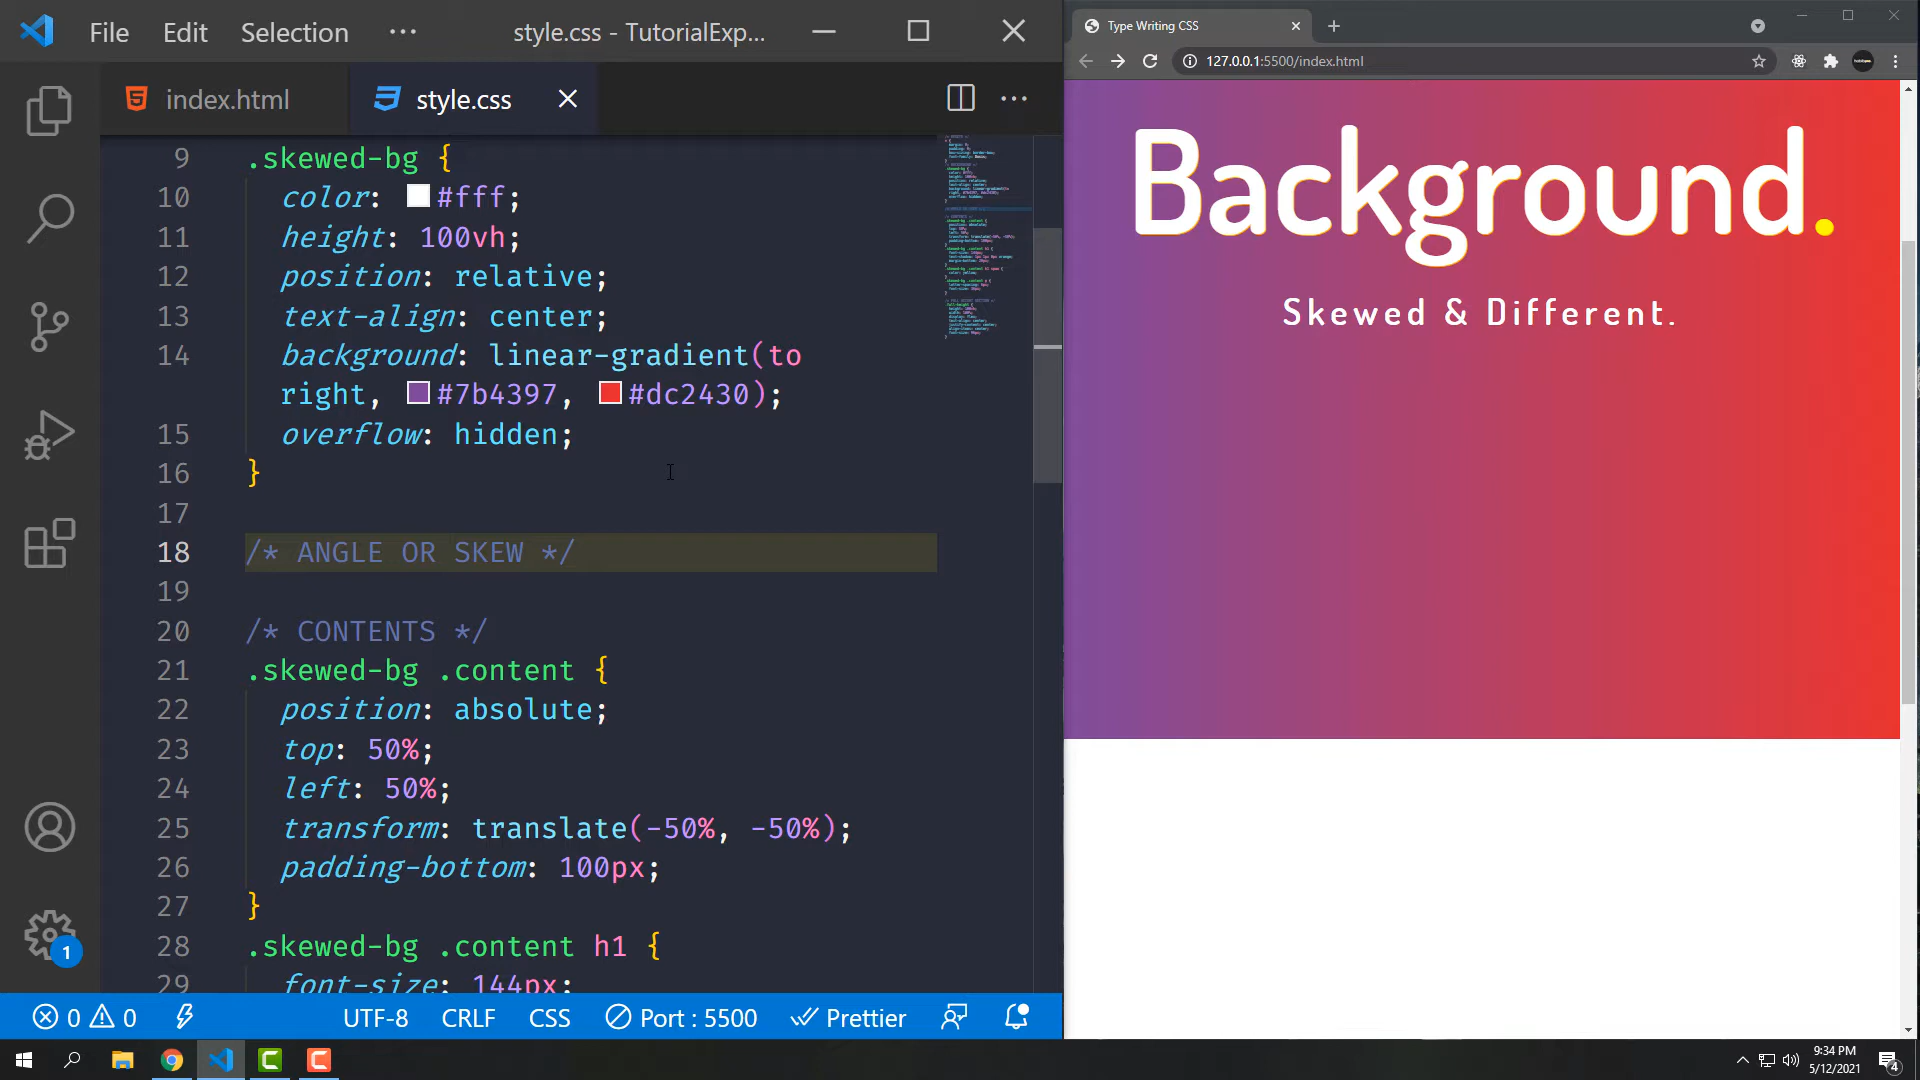 File Edit Selection ··· style.css - TutorialExp...
index.html style.css
9 .skewed-bg {
10 color: #fff;
11 height: 100vh;
12 position: relative;
13 text-align: center;
14 background: linear-gradient(to
right, #7b4397, #dc2430);
15 overflow: hidden;
16 }
17
18 /* ANGLE OR SKEW */
19
20 /* CONTENTS */
21 .skewed-bg .content {
22 position: absolute;
23 top: 50%;
24 left: 50%;
25 transform: translate(-50%, -50%);
26 padding-bottom: 100px;
27 }
28 .skewed-bg .content h1 {
29 font-size: 144px;
1
0 0 UTF-8 CRLF CSS Port : 5500 Prettier
Type Writing CSS
127.0.0.1:5500/index.html
Background.
Skewed & Different.
9:34 PM
5/12/2021
4